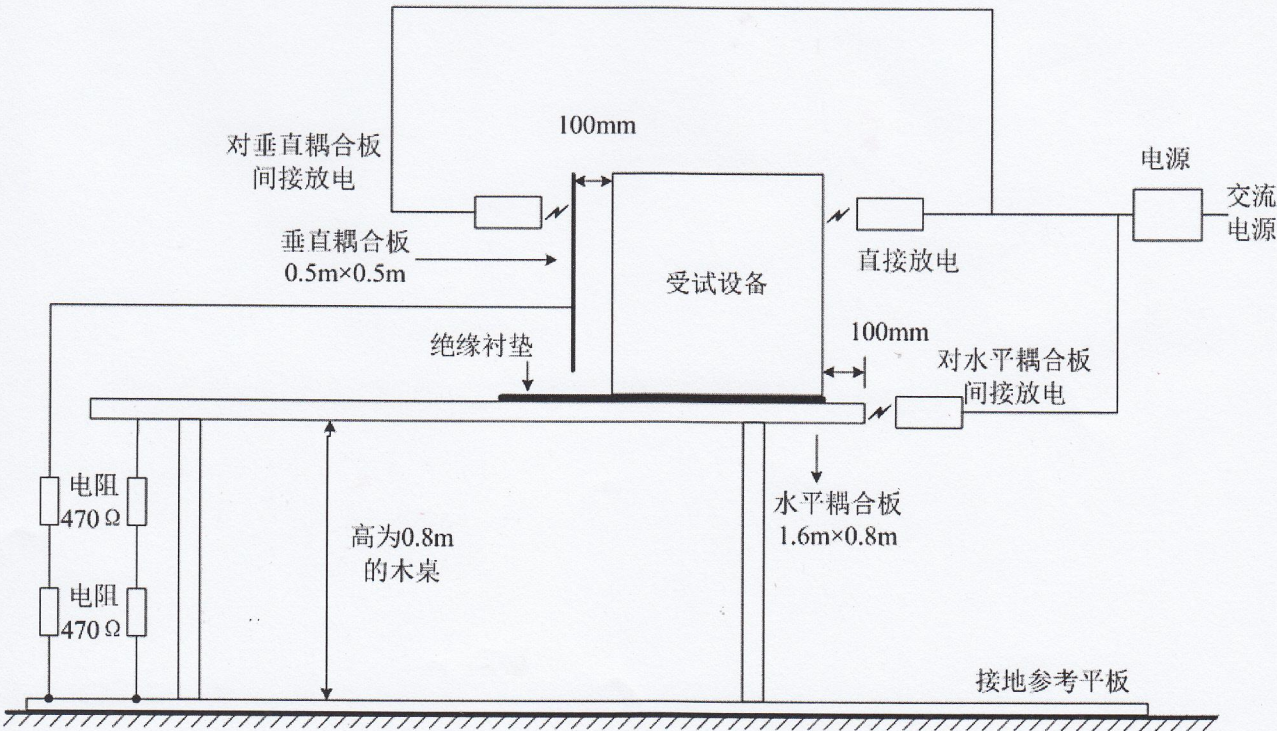 100mm
对垂直耦合板
间接放电
电源
交流
电源
垂直耦合板
0.5m×0.5m
直接放电
受试设备
100mm
绝缘衬垫
对水平耦合板
间接放电
电阻
470Ω
水平耦合板
1.6m×0.8m
高为0.8m
的木桌
电阻
470Ω
接地参考平板